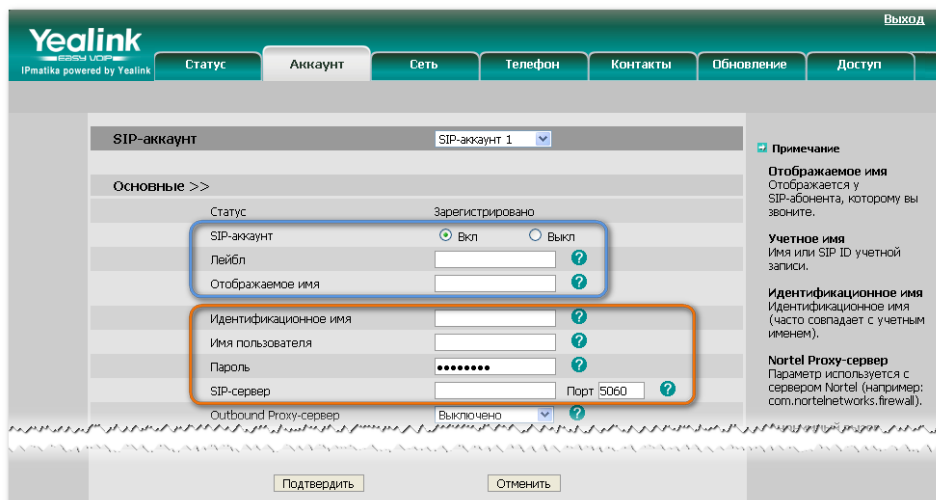 Выход
Yealink
EASY VOIP
IPmatika powered by Yealink
Статус Аккаунт Сеть Телефон Контакты Обновление Доступ
SIP-аккаунт SIP-аккаунт 1
Основные >>
Статус Зарегистрировано
SIP-аккаунт Вкл Выкл
Лейбл ?
Отображаемое имя ?
Идентификационное имя ?
Имя пользователя ?
Пароль ●●●●●●●● ?
SIP-сервер Порт 5060 ?
Outbound Proxy-сервер Выключено ?
Подтвердить Отменить
Примечание
Отображаемое имя
Отображается у
SIP-абонента, которому вы
звоните.
Учетное имя
Имя или SIP ID учетной
записи.
Идентификационное имя
Идентификационное имя
(часто совпадает с учетным
именем).
Nortel Proxy-сервер
Параметр используется с
сервером Nortel (например:
com.nortelnetworks.firewall).